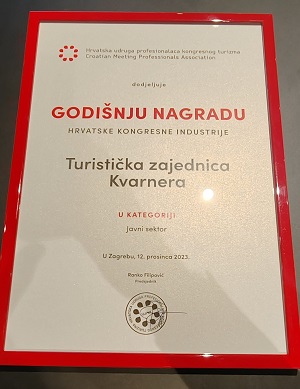 Hrvatska udruga profesionalaca kongresnog turizma
Croatian Meeting Professionals Association
dodjeljuje
GODIŠNJU NAGRADU
HRVATSKE KONGRESNE INDUSTRIJE
Turistička zajednica
Kvarnera
U KATEGORIJI
Javni sektor
U Zagrebu, 12. prosinca 2023.
Ranko Filipović
Predsjednik